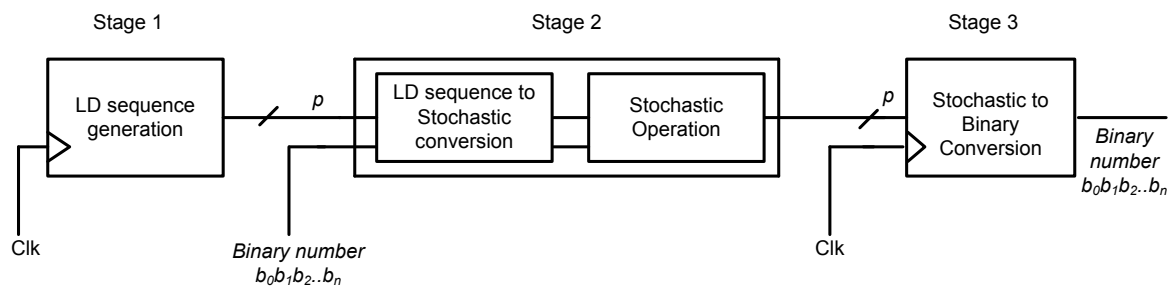 Stage 1
Stage 2
Stage 3
LD sequence
generation
p
LD sequence to
Stochastic
conversion
Stochastic
Operation
p
Stochastic to
Binary
Conversion
Binary
number
b0b1b2..bn
Clk
Binary number
b0b1b2..bn
Clk